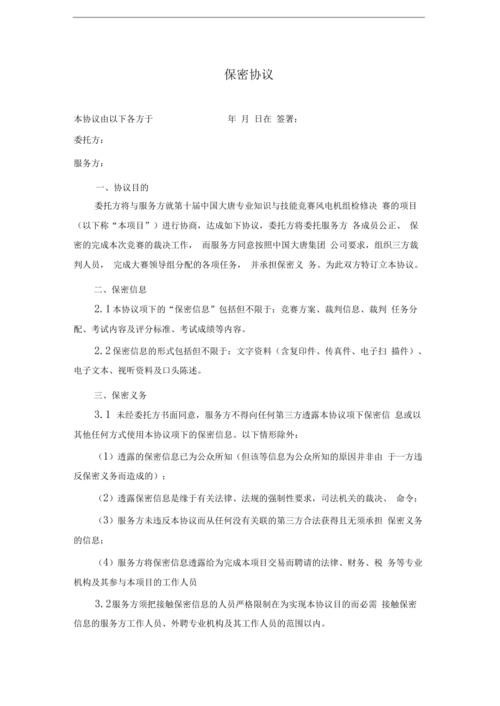 保密协议
本协议由以下各方于 年 月 日在 签署：
委托方：
服务方：
一、协议目的
委托方将与服务方就第十届中国大唐专业知识与技能竞赛风电机组检修决 赛的项目
（以下称“本项目”）进行协商，达成如下协议，委托方将委托服务方 各成员公正、 保
密的完成本次竞赛的裁决工作， 而服务方同意按照中国大唐集团 公司要求，组织三方裁
判人员， 完成大赛领导组分配的各项任务， 并承担保密义 务。为此双方特订立本协议。
二、保密信息
2.1本协议项下的“保密信息”包括但不限于：竞赛方案、裁判信息、裁判 任务分
配、考试内容及评分标准、考试成绩等内容。
2.2保密信息的形式包括但不限于：文字资料（含复印件、传真件、电子扫 描件）、
电子文本、视听资料及口头陈述。
三、保密义务
3.1 未经委托方书面同意，服务方不得向任何第三方透露本协议项下保密信 息或以
其他任何方式使用本协议项下的保密信息。以下情形除外：
（1）透露的保密信息已为公众所知（但该等信息为公众所知的原因并非由 于一方违
反保密义务而造成的）；
（2）透露保密信息是缘于有关法律、法规的强制性要求，司法机关的裁决、 命令；
（3）服务方未违反本协议而从任何没有关联的第三方合法获得且无须承担 保密义务
的信息；
（4）服务方将保密信息透露给为完成本项目交易而聘请的法律、财务、税 务等专业
机构及其参与本项目的工作人员
3.2服务方须把接触保密信息的人员严格限制在为实现本协议目的而必需 接触保密
信息的服务方工作人员、外聘专业机构及其工作人员的范围以内。